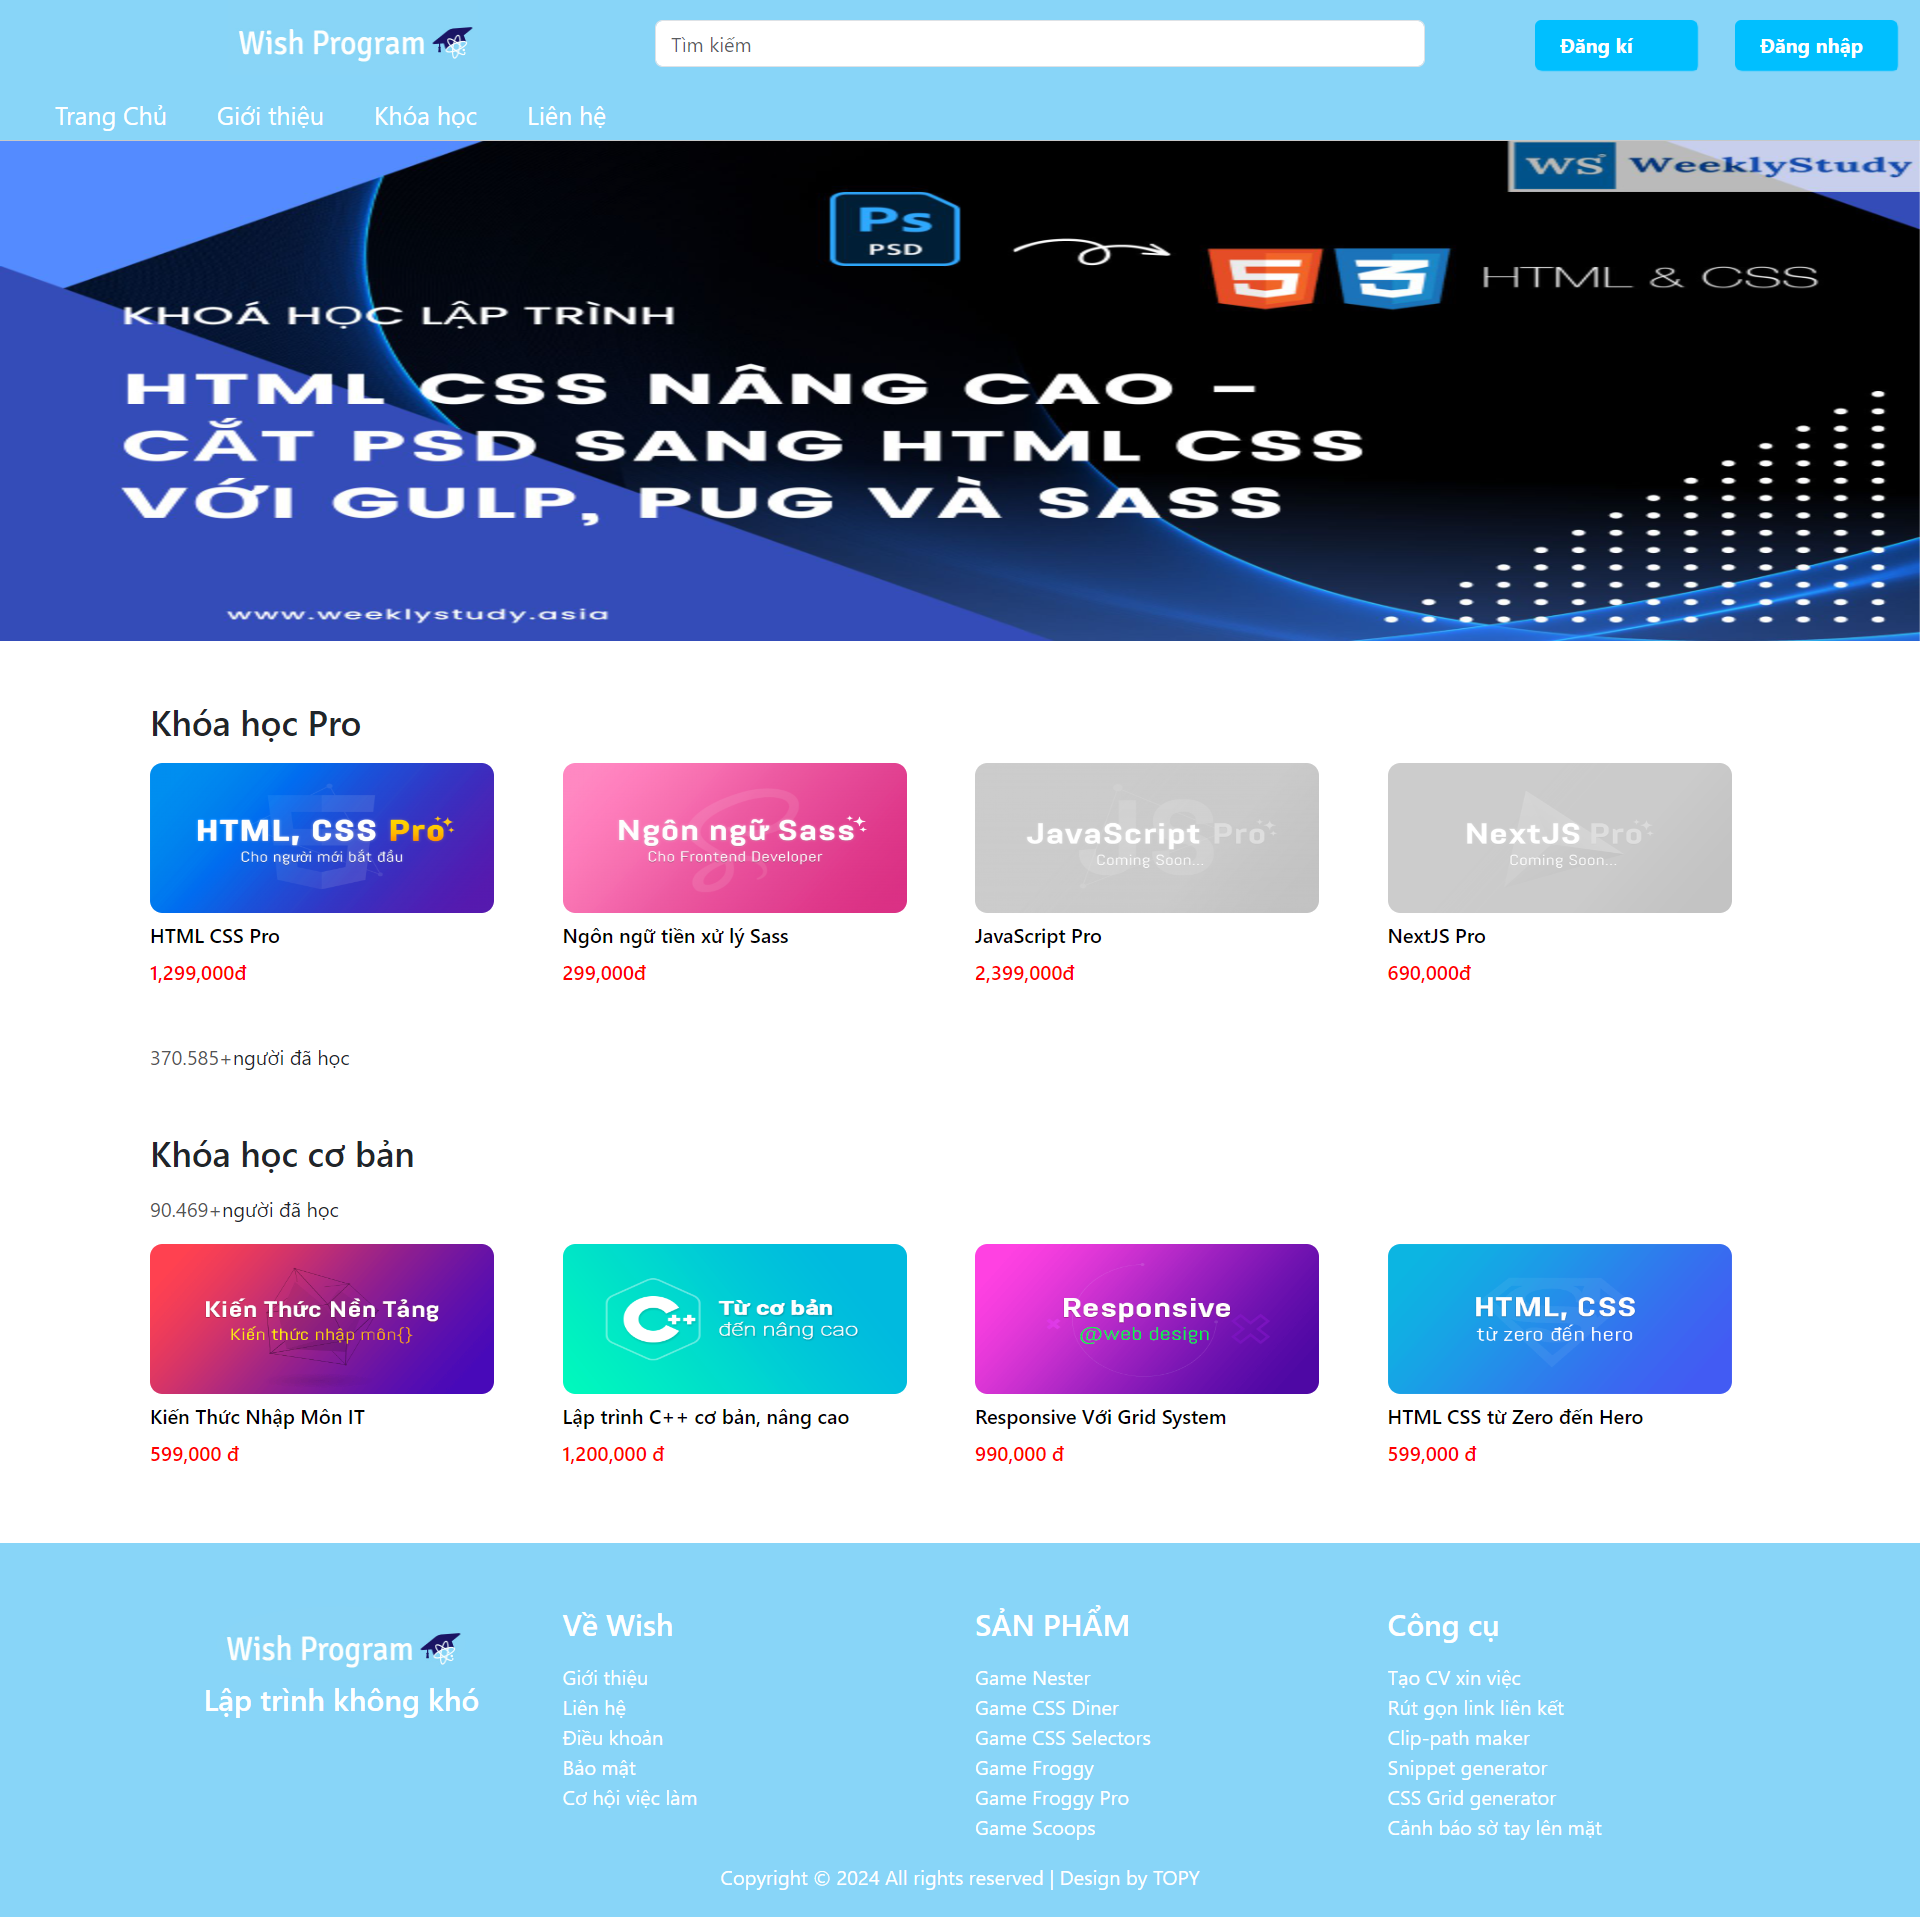 Wish Program
Tìm kiếm
Đăng kí
Đăng nhập
Trang Chủ
Giới thiệu
Khóa học
Liên hệ
WS WeeklyStudy
Ps
PSD
HTML & CSS
KHOÁ HỌC LẬP TRÌNH
HTML CSS NÂNG CAO –
CẮT PSD SANG HTML CSS
VỚI GULP, PUG VÀ SASS
www.weeklystudy.asia
Khóa học Pro
HTML, CSS Pro
Cho người mới bắt đầu
Ngôn ngữ Sass
Cho Frontend Developer
JS
JavaScript Pro
Coming Soon...
NextJS Pro
Coming Soon...
HTML CSS Pro
Ngôn ngữ tiền xử lý Sass
JavaScript Pro
NextJS Pro
1,299,000đ
299,000đ
2,399,000đ
690,000đ
370.585+người đã học
Khóa học cơ bản
90.469+người đã học
Kiến Thức Nền Tảng
Kiến thức nhập môn{}
C++
Từ cơ bản
đến nâng cao
Responsive
@web design
HTML, CSS
từ zero đến hero
Kiến Thức Nhập Môn IT
Lập trình C++ cơ bản, nâng cao
Responsive Với Grid System
HTML CSS từ Zero đến Hero
599,000 đ
1,200,000 đ
990,000 đ
599,000 đ
Wish Program
Lập trình không khó
Về Wish
Giới thiệu
Liên hệ
Điều khoản
Bảo mật
Cơ hội việc làm
SẢN PHẨM
Game Nester
Game CSS Diner
Game CSS Selectors
Game Froggy
Game Froggy Pro
Game Scoops
Công cụ
Tạo CV xin việc
Rút gọn link liên kết
Clip-path maker
Snippet generator
CSS Grid generator
Cảnh báo sờ tay lên mặt
Copyright © 2024 All rights reserved | Design by TOPY